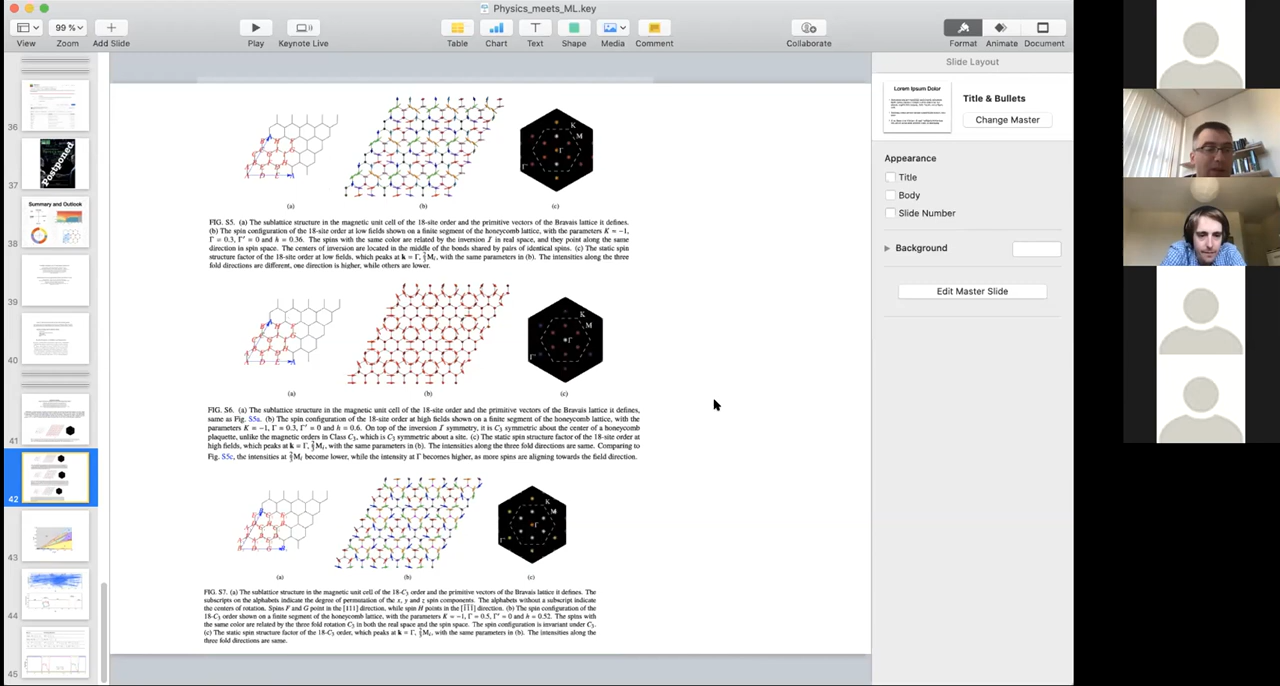 Physics_meets_ML.key
99 %
View Zoom Add Slide Play Keynote Live Table Chart Text Shape Media Comment Collaborate Format Animate Document
Slide Layout
Lorem Ipsum Dolor
Title & Bullets
Change Master
Appearance
Title
Body
Slide Number
Background
Edit Master Slide
36
Postponed
37
Summary and Outlook
38
39
40
41
42
43
44
45
K
M
Γ
Γ
(a) (b) (c)
FIG. S5. (a) The sublattice structure in the magnetic unit cell of the 18-site order and the primitive vectors of the Bravais lattice it defines.
(b) The spin configuration of the 18-site order at low fields shown on a finite segment of the honeycomb lattice, with the parameters K = −1,
Γ = 0.3, Γ′ = 0 and h = 0.36. The spins with the same color are related by the inversion I in real space, and they point along the same
direction in spin space. The centers of inversion are located in the middle of the bonds shared by pairs of identical spins. (c) The static spin
structure factor of the 18-site order at low fields, which peaks at k = Γ, ⅔Mᵢ, with the same parameters in (b). The intensities along the three
fold directions are different, one direction is higher, while others are lower.
K
M
Γ
Γ
(a) (b) (c)
FIG. S6. (a) The sublattice structure in the magnetic unit cell of the 18-site order and the primitive vectors of the Bravais lattice it defines,
same as Fig. S5a. (b) The spin configuration of the 18-site order at high fields shown on a finite segment of the honeycomb lattice, with the
parameters K = −1, Γ = 0.3, Γ′ = 0 and h = 0.6. On top of the inversion I symmetry, it is C₃ symmetric about the center of a honeycomb
plaquette, unlike the magnetic orders in Class C₃, which is C₃ symmetric about a site. (c) The static spin structure factor of the 18-site order at
high fields, which peaks at k = Γ, ⅔Mᵢ, with the same parameters in (b). The intensities along the three fold directions are the same. Comparing to
Fig. S5c, the intensities at ⅔Mᵢ become lower, while the intensity at Γ becomes higher, as more spins are aligning towards the field direction.
K
M
Γ
Γ
(a) (b) (c)
FIG. S7. (a) The sublattice structure in the magnetic unit cell of the 18-C₃ order and the primitive vectors of the Bravais lattice it defines. The
subscripts on the alphabets indicate the degree of permutation of the x, y and z spin components. The alphabets without a subscript indicate
the centers of rotation. Spins F and G point in the [111] direction, while spin H points in the [1̄1̄1̄] direction. (b) The spin configuration of the
18-C₃ order shown on a finite segment of the honeycomb lattice, with the parameters K = −1, Γ = 0.5, Γ′ = 0 and h = 0.52. The spins with
the same color are related by the three fold rotation C₃ in both the real space and the spin space. The spin configuration is invariant under C₃.
(c) The static spin structure factor of the 18-C₃ order, which peaks at k = Γ, ⅔Mᵢ, with the same parameters in (b). The intensities along the
three fold directions are the same.